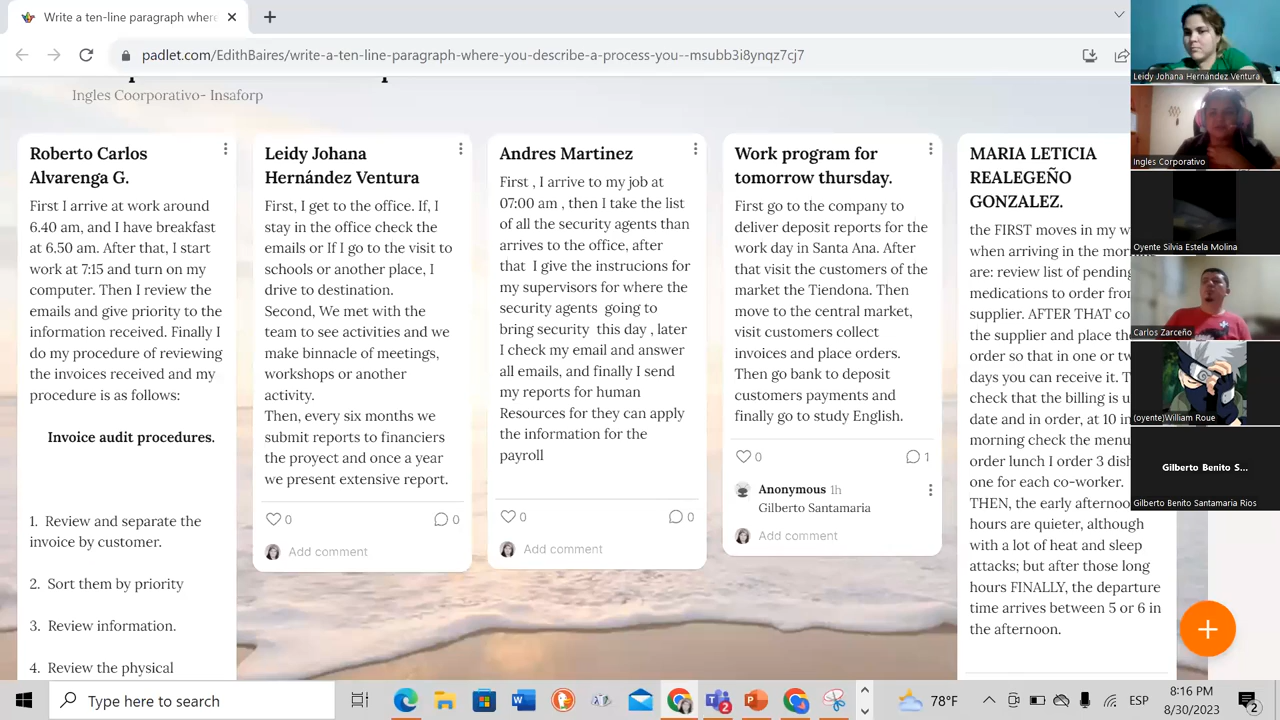 Write a ten-line paragraph where
padlet.com/EdithBaires/write-a-ten-line-paragraph-where-you-describe-a-process-you--msubb3i8ynqz7cj7
Ingles Coorporativo- Insaforp
Roberto Carlos
Alvarenga G.
First I arrive at work around
6.40 am, and I have breakfast
at 6.50 am. After that, I start
work at 7:15 and turn on my
computer. Then I review the
emails and give priority to the
information received. Finally I
do my procedure of reviewing
the invoices received and my
procedure is as follows:
Invoice audit procedures.
1. Review and separate the
invoice by customer.
2. Sort them by priority
3. Review information.
4. Review the physical
Leidy Johana
Hernández Ventura
First, I get to the office. If, I
stay in the office check the
emails or If I go to the visit to
schools or another place, I
drive to destination.
Second, We met with the
team to see activities and we
make binnacle of meetings,
workshops or another
activity.
Then, every six months we
submit reports to financiers
the proyect and once a year
we present extensive report.
0
0
Add comment
Andres Martinez
First , I arrive to my job at
07:00 am , then I take the list
of all the security agents than
arrives to the office, after
that I give the instrucions for
my supervisors for where the
security agents going to
bring security this day , later
I check my email and answer
all emails, and finally I send
my reports for human
Resources for they can apply
the information for the
payroll
0
0
Add comment
Work program for
tomorrow thursday.
First go to the company to
deliver deposit reports for the
work day in Santa Ana. After
that visit the customers of the
market the Tiendona. Then
move to the central market,
visit customers collect
invoices and place orders.
Then go bank to deposit
customers payments and
finally go to study English.
0
1
Anonymous 1h
Gilberto Santamaria
Add comment
MARIA LETICIA
REALEGEÑO
GONZALEZ.
the FIRST moves in my w
when arriving in the morn
are: review list of pending
medications to order from
supplier. AFTER THAT co
the supplier and place the
order so that in one or tw
days you can receive it. T
check that the billing is u
date and in order, at 10 in
morning check the menu
order lunch I order 3 dish
one for each co-worker.
THEN, the early afternoo
hours are quieter, although
with a lot of heat and sleep
attacks; but after those long
hours FINALLY, the departure
time arrives between 5 or 6 in
the afternoon.
Leidy Johana Hernández Ventura
Ingles Corporativo
Oyente Silvia Estela Molina
Carlos Zarceño
(oyente)William Roue
Gilberto Benito S...
Gilberto Benito Santamaria Rios
Type here to search
78°F
ESP
8:16 PM
8/30/2023
2
2